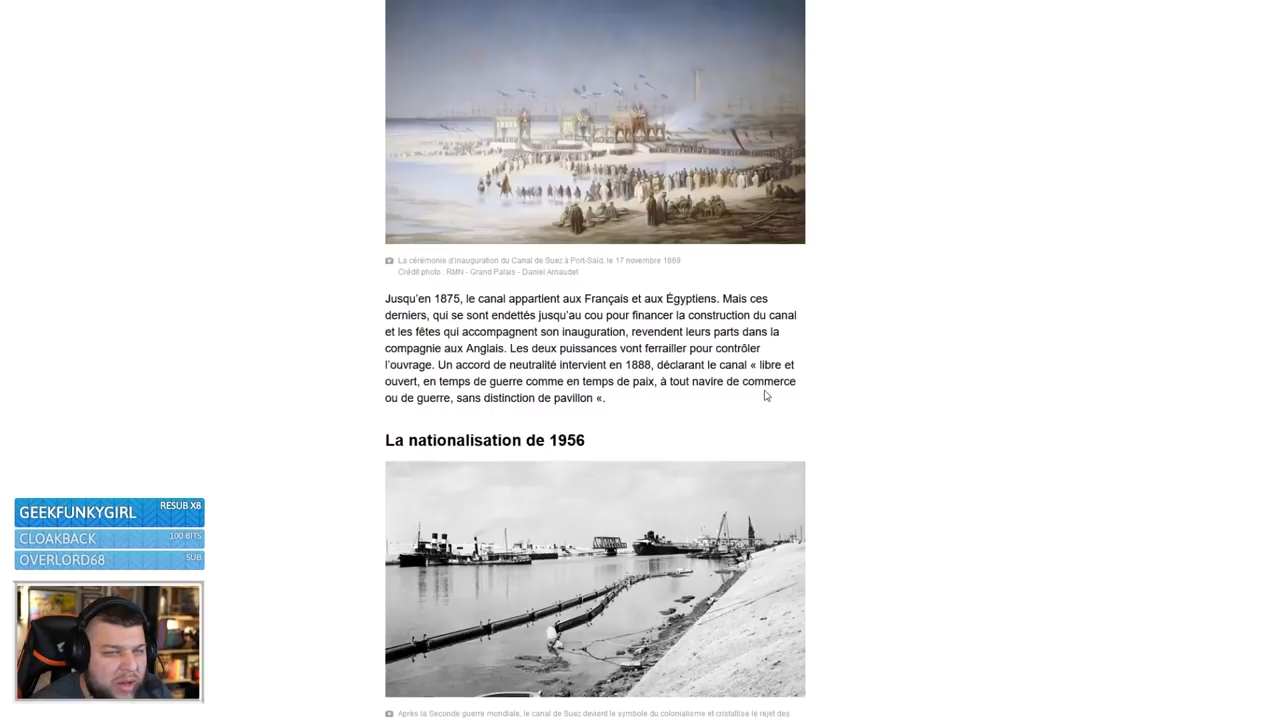 La cérémonie d'inauguration du Canal de Suez à Port-Saïd, le 17 novembre 1869
Crédit photo : RMN - Grand Palais - Daniel Arnaudet
Jusqu'en 1875, le canal appartient aux Français et aux Égyptiens. Mais ces
derniers, qui se sont endettés jusqu'au cou pour financer la construction du canal
et les fêtes qui accompagnent son inauguration, revendent leurs parts dans la
compagnie aux Anglais. Les deux puissances vont ferrailler pour contrôler
l'ouvrage. Un accord de neutralité intervient en 1888, déclarant le canal « libre et
ouvert, en temps de guerre comme en temps de paix, à tout navire de commerce
ou de guerre, sans distinction de pavillon «.
La nationalisation de 1956
Après la Seconde guerre mondiale, le canal de Suez devient le symbole du colonialisme et cristallise le rejet des
GEEKFUNKYGIRL RESUB X8
CLOAKBACK 100 BITS
OVERLORD68 SUB